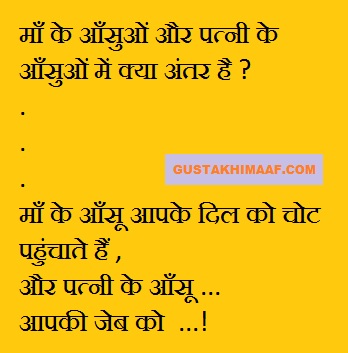 माँ के आँसुओं और पत्नी के
आँसुओं में क्या अंतर है ?
.
.
GUSTAKHIMAAF.COM
.
माँ के आँसू आपके दिल को चोट
पहुंचाते हैं ,
और पत्नी के आँसू ...
आपकी जेब को ...!